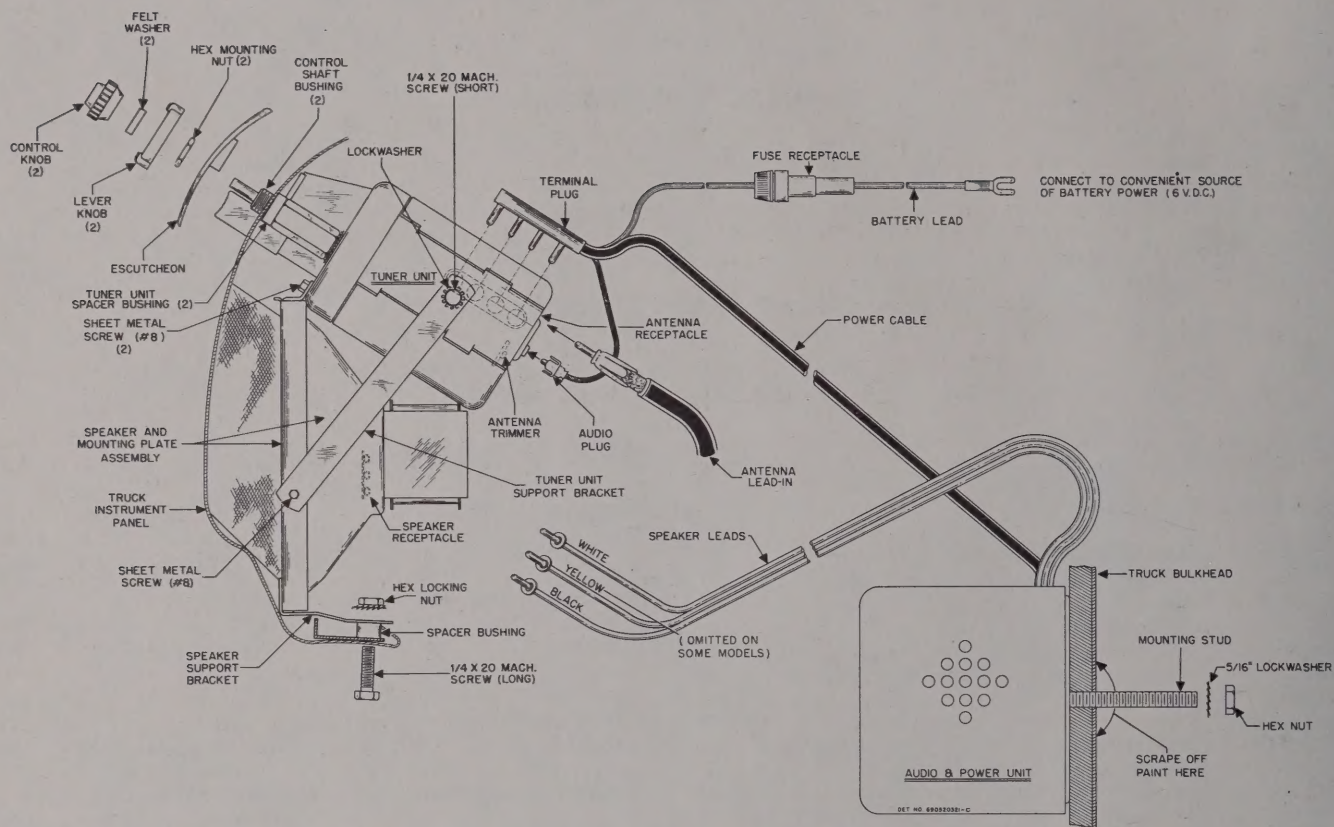 FELT
WASHER
(2)
HEX MOUNTING
NUT (2)
CONTROL
SHAFT
BUSHING
(2)
1/4 X 20 MACH.
SCREW (SHORT)
CONTROL
KNOB
(2)
LEVER
KNOB
(2)
ESCUTCHEON
LOCKWASHER
TERMINAL
PLUG
FUSE RECEPTACLE
BATTERY LEAD
CONNECT TO CONVENIENT SOURCE
OF BATTERY POWER (6 V.D.C.)
TUNER UNIT
TUNER UNIT
SPACER BUSHING (2)
SHEET METAL
SCREW (#8)
(2)
ANTENNA
RECEPTACLE
POWER CABLE
ANTENNA
TRIMMER
AUDIO
PLUG
ANTENNA
LEAD-IN
SPEAKER AND
MOUNTING PLATE
ASSEMBLY
TUNER UNIT
SUPPORT BRACKET
TRUCK
INSTRUMENT
PANEL
SPEAKER
RECEPTACLE
SHEET METAL
SCREW (#8)
HEX LOCKING
NUT
SPACER BUSHING
SPEAKER
SUPPORT
BRACKET
1/4 X 20 MACH.
SCREW (LONG)
WHITE
YELLOW
BLACK
SPEAKER LEADS
(OMITTED ON
SOME MODELS)
TRUCK BULKHEAD
MOUNTING STUD
5/16" LOCKWASHER
HEX NUT
SCRAPE OFF
PAINT HERE
AUDIO & POWER UNIT
DET NO. 69D520321-C